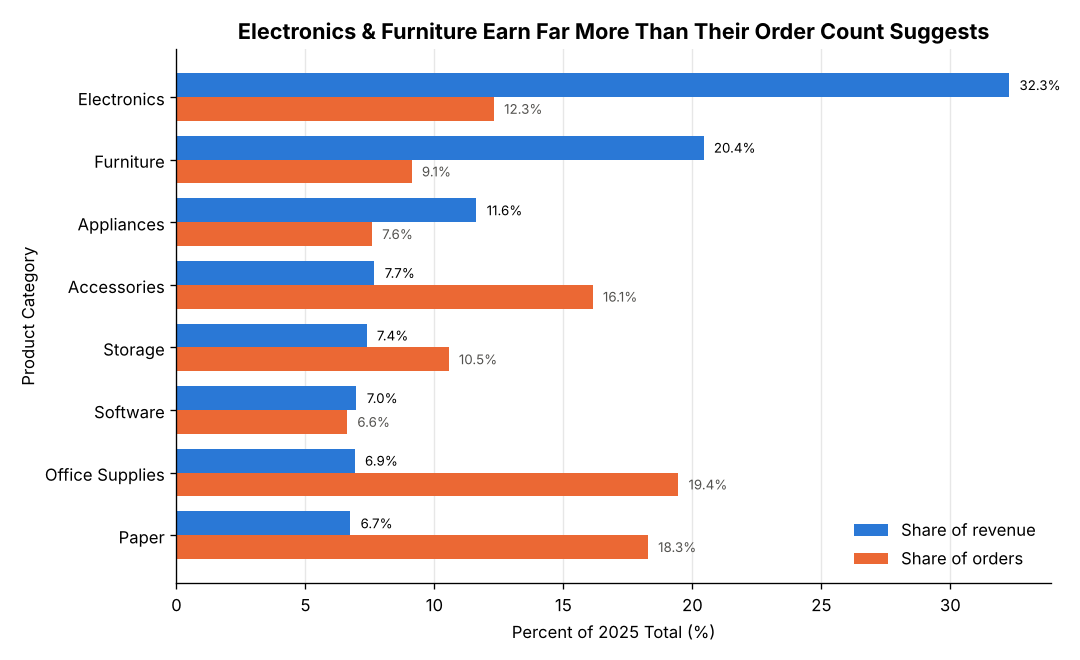 Electronics & Furniture Earn Far More Than Their Order Count Suggests
Product Category
Electronics
32.3%
12.3%
Furniture
20.4%
9.1%
Appliances
11.6%
7.6%
Accessories
7.7%
16.1%
Storage
7.4%
10.5%
Software
7.0%
6.6%
Office Supplies
6.9%
19.4%
Paper
6.7%
18.3%
Share of revenue
Share of orders
0 5 10 15 20 25 30
Percent of 2025 Total (%)